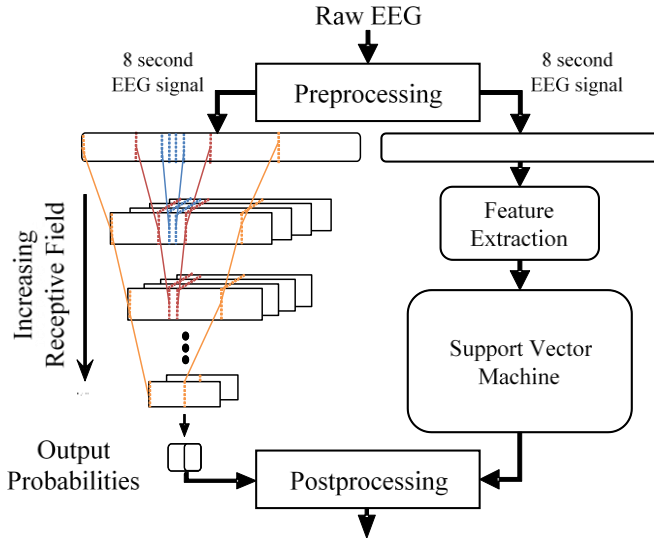 Raw EEG
8 second
EEG signal
Preprocessing
8 second
EEG signal
Increasing
Receptive Field
Feature
Extraction
Support Vector
Machine
Output
Probabilities
Postprocessing